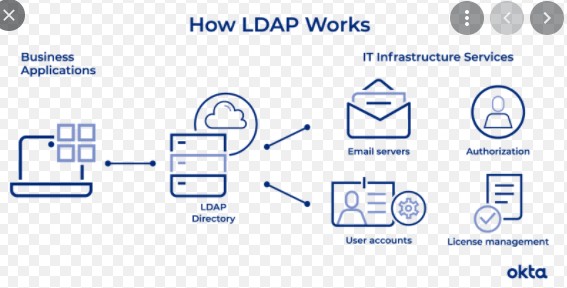 How LDAP Works
Business
Applications
IT Infrastructure Services
LDAP
Directory
Email servers
Authorization
User accounts
License management
okta